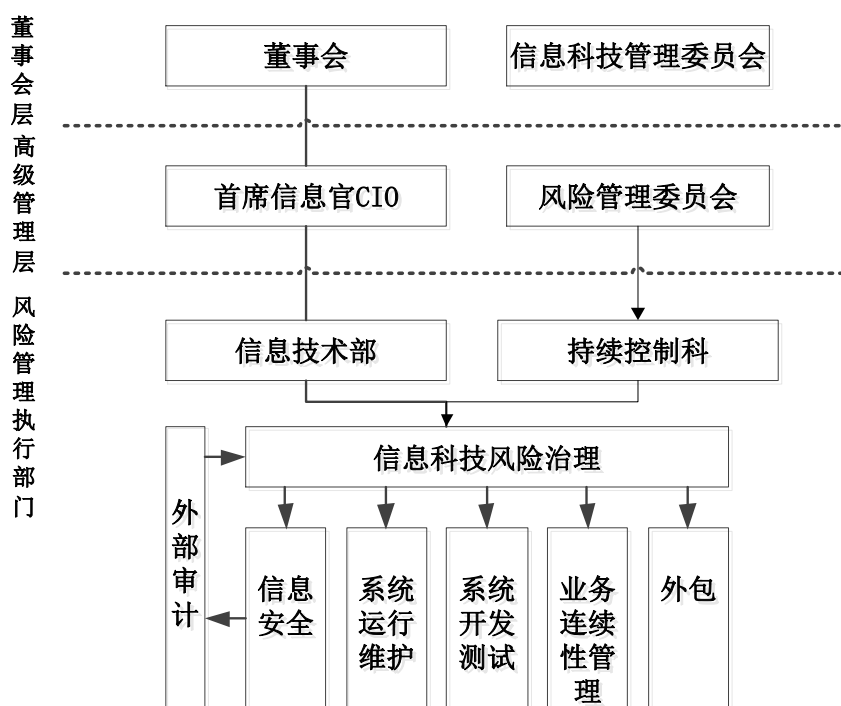 董事会层
董事会
信息科技管理委员会
高级管理层
首席信息官CIO
风险管理委员会
风险管理执行部门
信息技术部
持续控制科
信息科技风险治理
外部审计
信息
安全
系统
运行
维护
系统
开发
测试
业务
连续
性管
理
外包